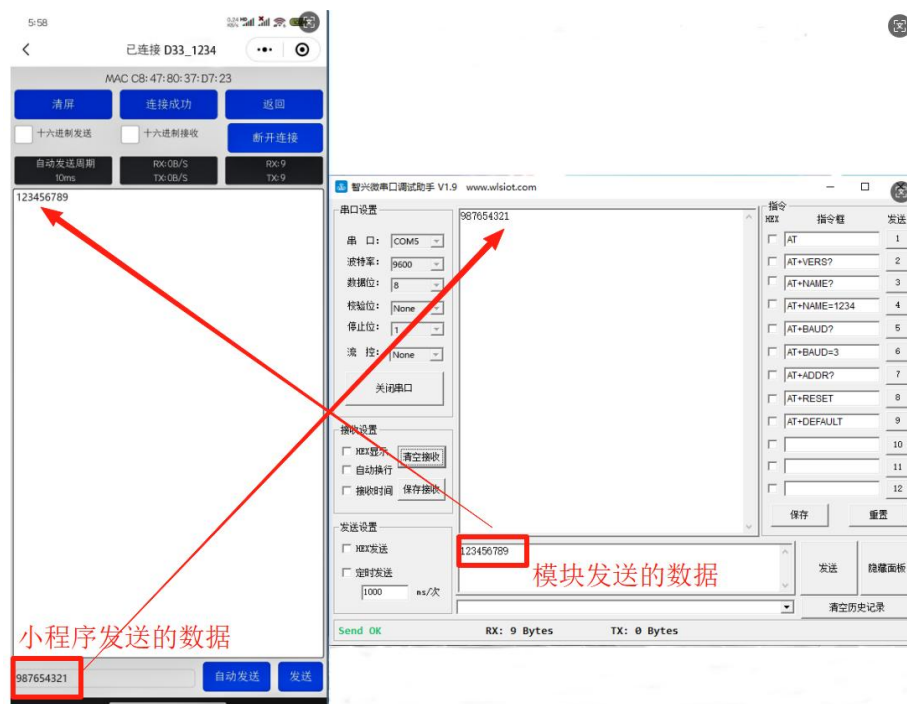 5:58
已连接 D33_1234
MAC C8:47:80:37:D7:23
清屏
连接成功
返回
十六进制发送
十六进制接收
断开连接
自动发送周期
10ms
RX:0B/S
TX:0B/S
RX:9
TX:9
123456789
小程序发送的数据
987654321
自动发送
发送
智兴微串口调试助手 V1.9 www.wlsiot.com
串口设置
串 口: COM5
波特率: 9600
数据位: 8
校验位: None
停止位: 1
流 控: None
关闭串口
接收设置
HEX显示
清空接收
自动换行
接收时间
保存接收
发送设置
HEX发送
定时发送
1000 ms/次
987654321
123456789
模块发送的数据
指令
HEX 指令框 发送
AT 1
AT+VERS? 2
AT+NAME? 3
AT+NAME=1234 4
AT+BAUD? 5
AT+BAUD=3 6
AT+ADDR? 7
AT+RESET 8
AT+DEFAULT 9
10
11
12
保存
重置
发送
隐藏面板
清空历史记录
Send OK
RX: 9 Bytes
TX: 0 Bytes